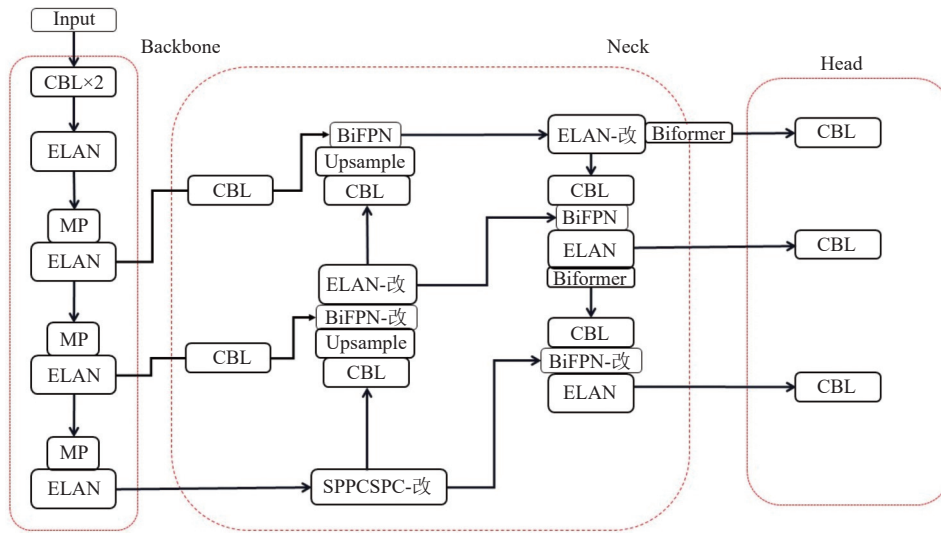 Input
Backbone
CBL×2
ELAN
MP
ELAN
MP
ELAN
MP
ELAN
Neck
CBL
CBL
BiFPN
Upsample
CBL
ELAN-改
BiFPN-改
Upsample
CBL
SPPCSPC-改
ELAN-改
Biformer
CBL
BiFPN
ELAN
Biformer
CBL
BiFPN-改
ELAN
Head
CBL
CBL
CBL